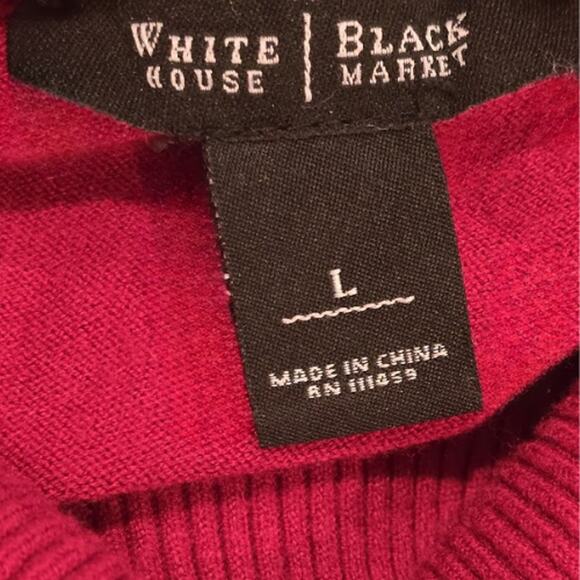 WHITE | BLACK
HOUSE | MARKET
L
MADE IN CHINA
RN 111459